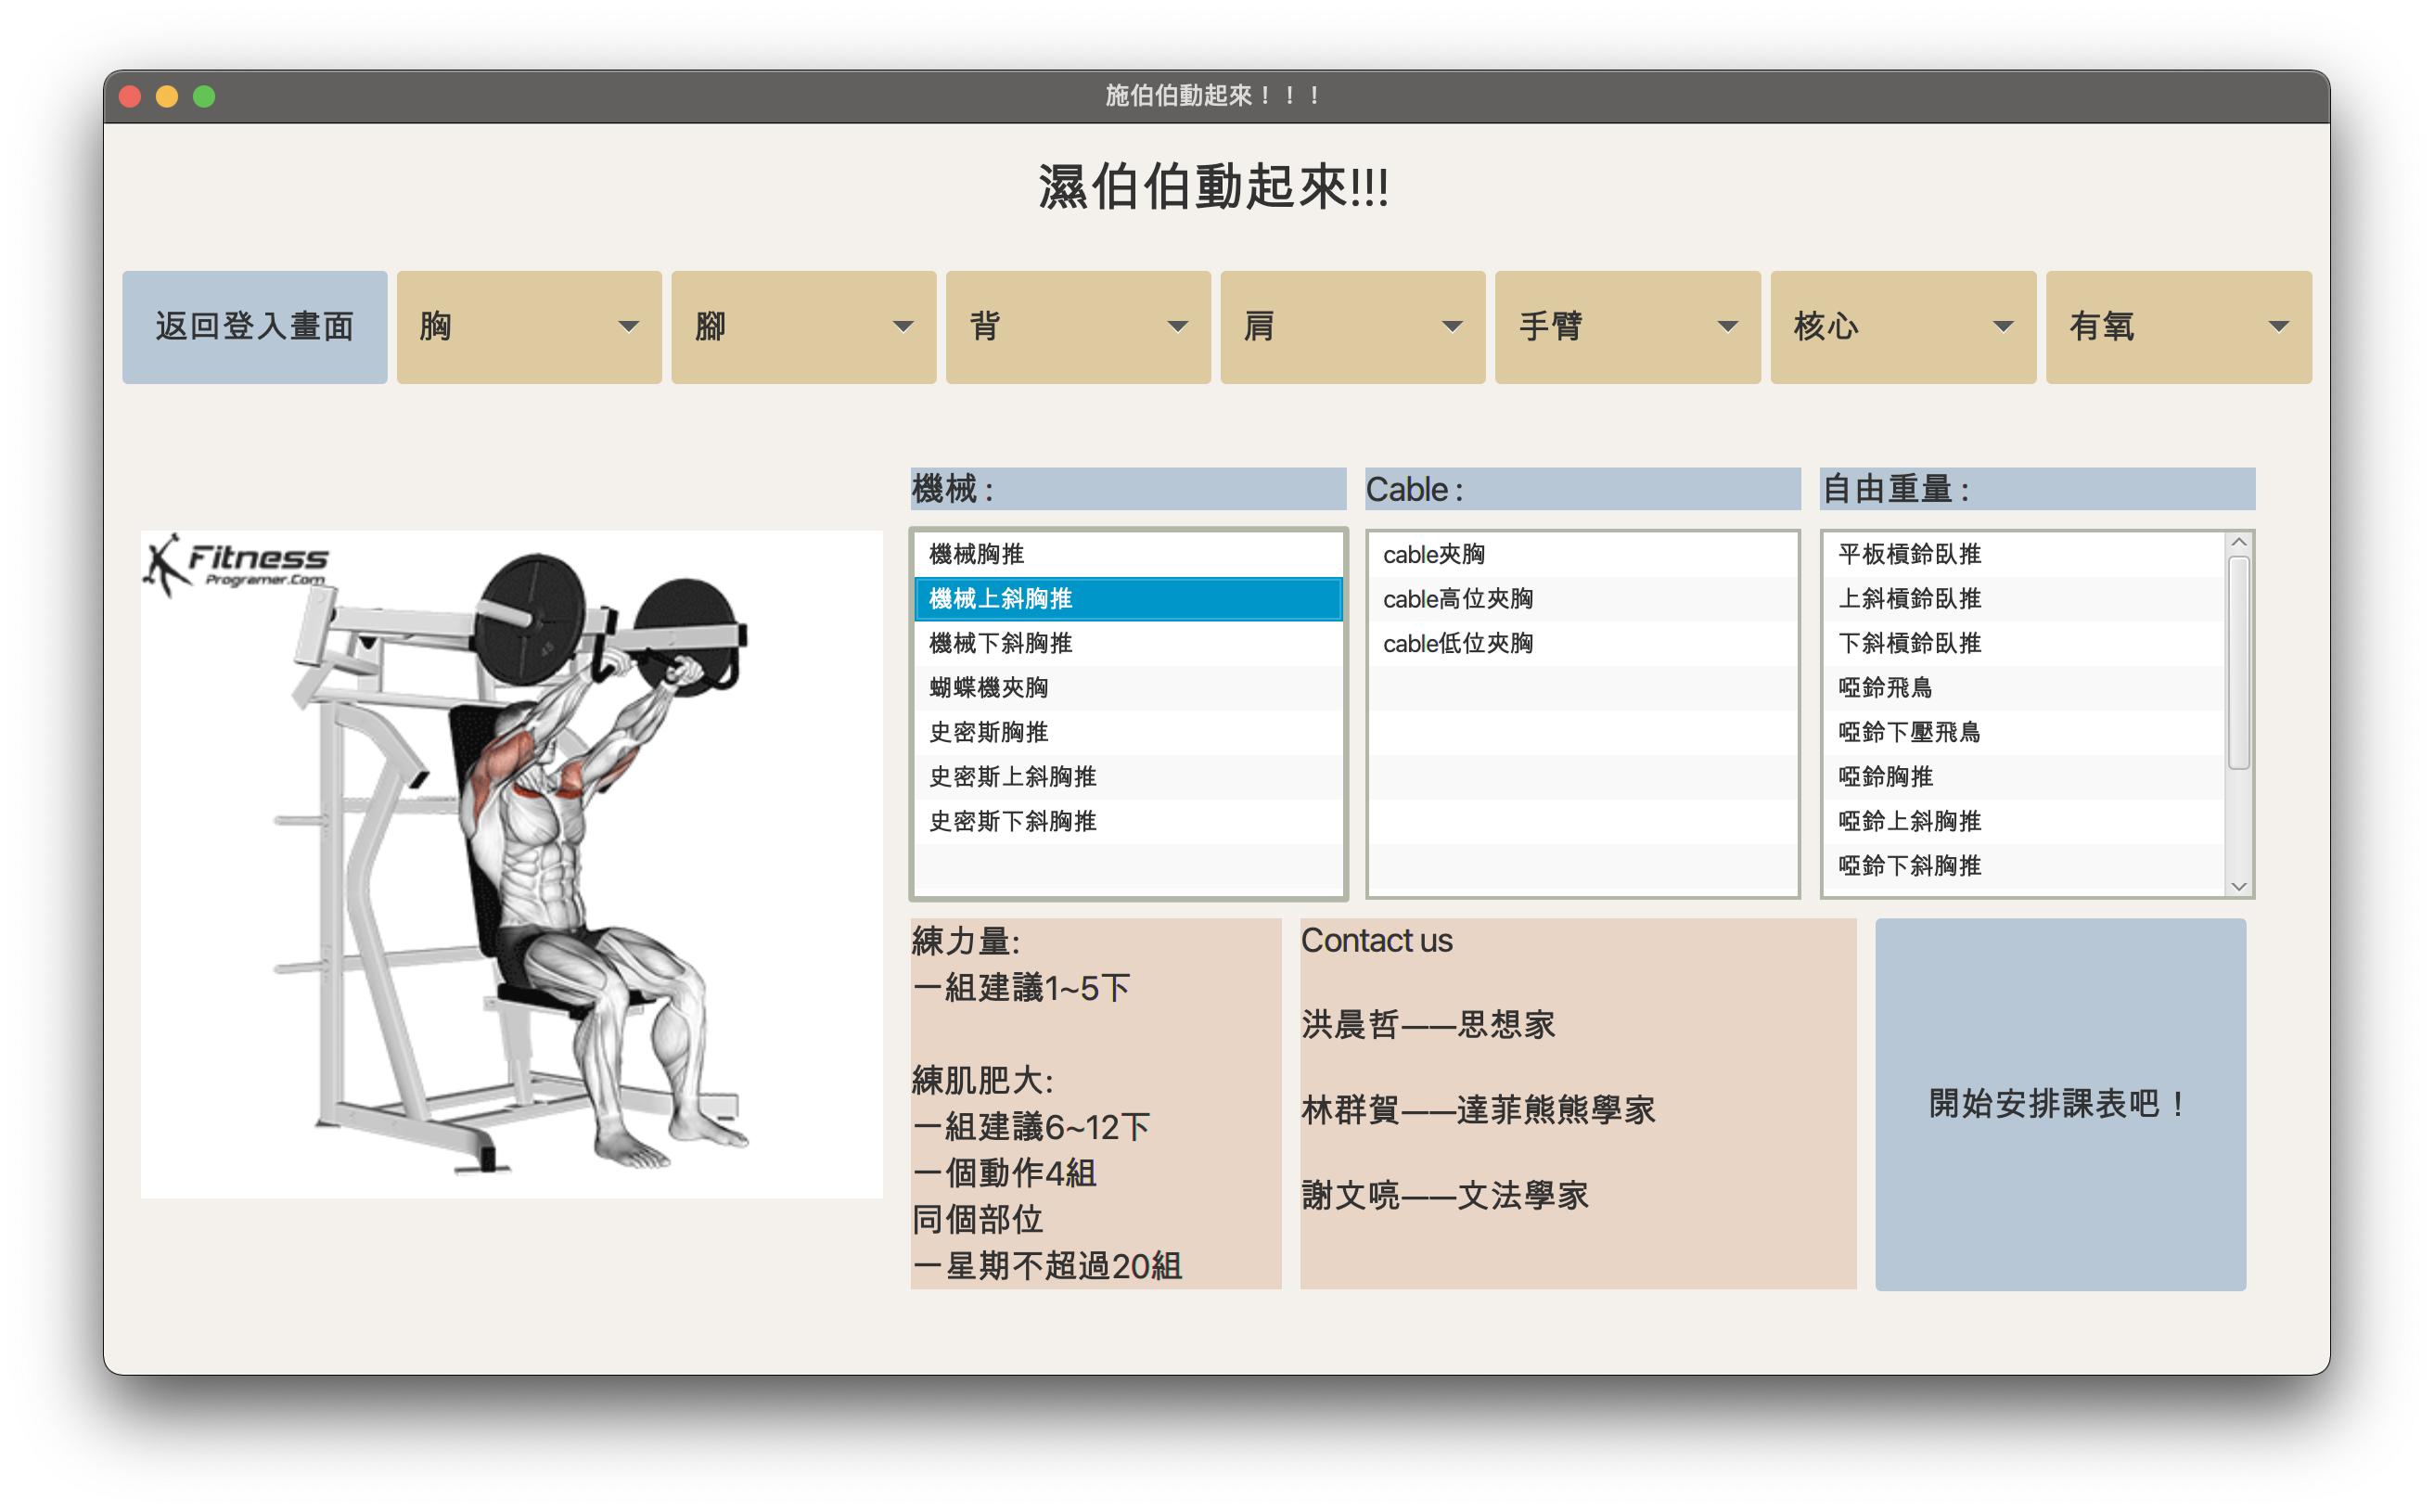 施伯伯動起來！！！
濕伯伯動起來!!!
返回登入畫面
胸
腳
背
肩
手臂
核心
有氧
Fitness
Programer.Com
45
機械 :
機械胸推
機械上斜胸推
機械下斜胸推
蝴蝶機夾胸
史密斯胸推
史密斯上斜胸推
史密斯下斜胸推
Cable :
cable夾胸
cable高位夾胸
cable低位夾胸
自由重量 :
平板槓鈴臥推
上斜槓鈴臥推
下斜槓鈴臥推
啞鈴飛鳥
啞鈴下壓飛鳥
啞鈴胸推
啞鈴上斜胸推
啞鈴下斜胸推
練力量:
一組建議1~5下
練肌肥大:
一組建議6~12下
一個動作4組
同個部位
一星期不超過20組
Contact us
洪晨哲——思想家
林群賀——達菲熊熊學家
謝文喨——文法學家
開始安排課表吧！